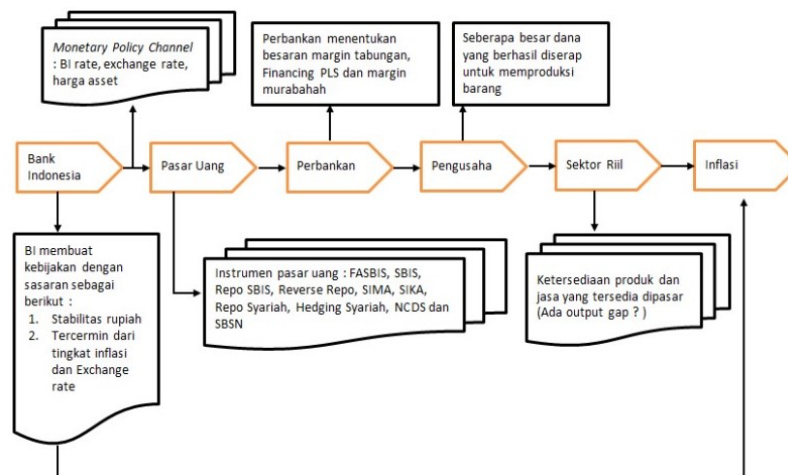 Monetary Policy Channel
: BI rate, exchange rate,
harga asset
Perbankan menentukan
besaran margin tabungan,
Financing PLS dan margin
murabahah
Seberapa besar dana
yang berhasil diserap
untuk memproduksi
barang
Bank
Indonesia
Pasar Uang
Perbankan
Pengusaha
Sektor Riil
Inflasi
BI membuat
kebijakan dengan
sasaran sebagai
berikut :
1. Stabilitas rupiah
2. Tercermin dari
tingkat inflasi
dan Exchange
rate
Instrumen pasar uang : FASBIS, SBIS,
Repo SBIS, Reverse Repo, SIMA, SIKA,
Repo Syariah, Hedging Syariah, NCDS dan
SBSN
Ketersediaan produk dan
jasa yang tersedia dipasar
(Ada output gap ? )